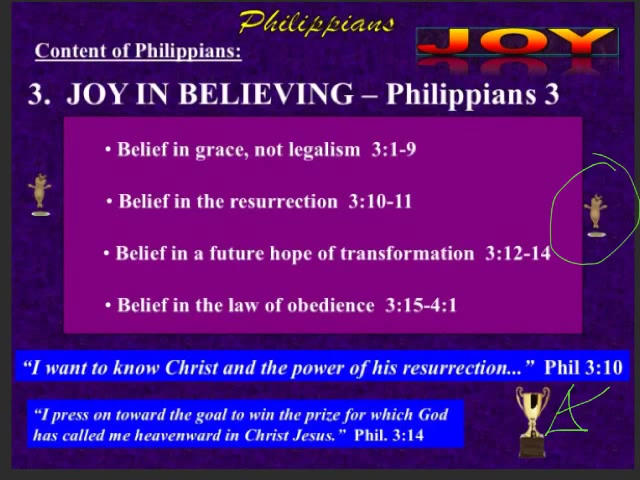 Philippians
JOY
Content of Philippians:
3. JOY IN BELIEVING – Philippians 3
• Belief in grace, not legalism 3:1-9
• Belief in the resurrection 3:10-11
• Belief in a future hope of transformation 3:12-14
• Belief in the law of obedience 3:15-4:1
“I want to know Christ and the power of his resurrection...” Phil 3:10
“I press on toward the goal to win the prize for which God
has called me heavenward in Christ Jesus.” Phil. 3:14